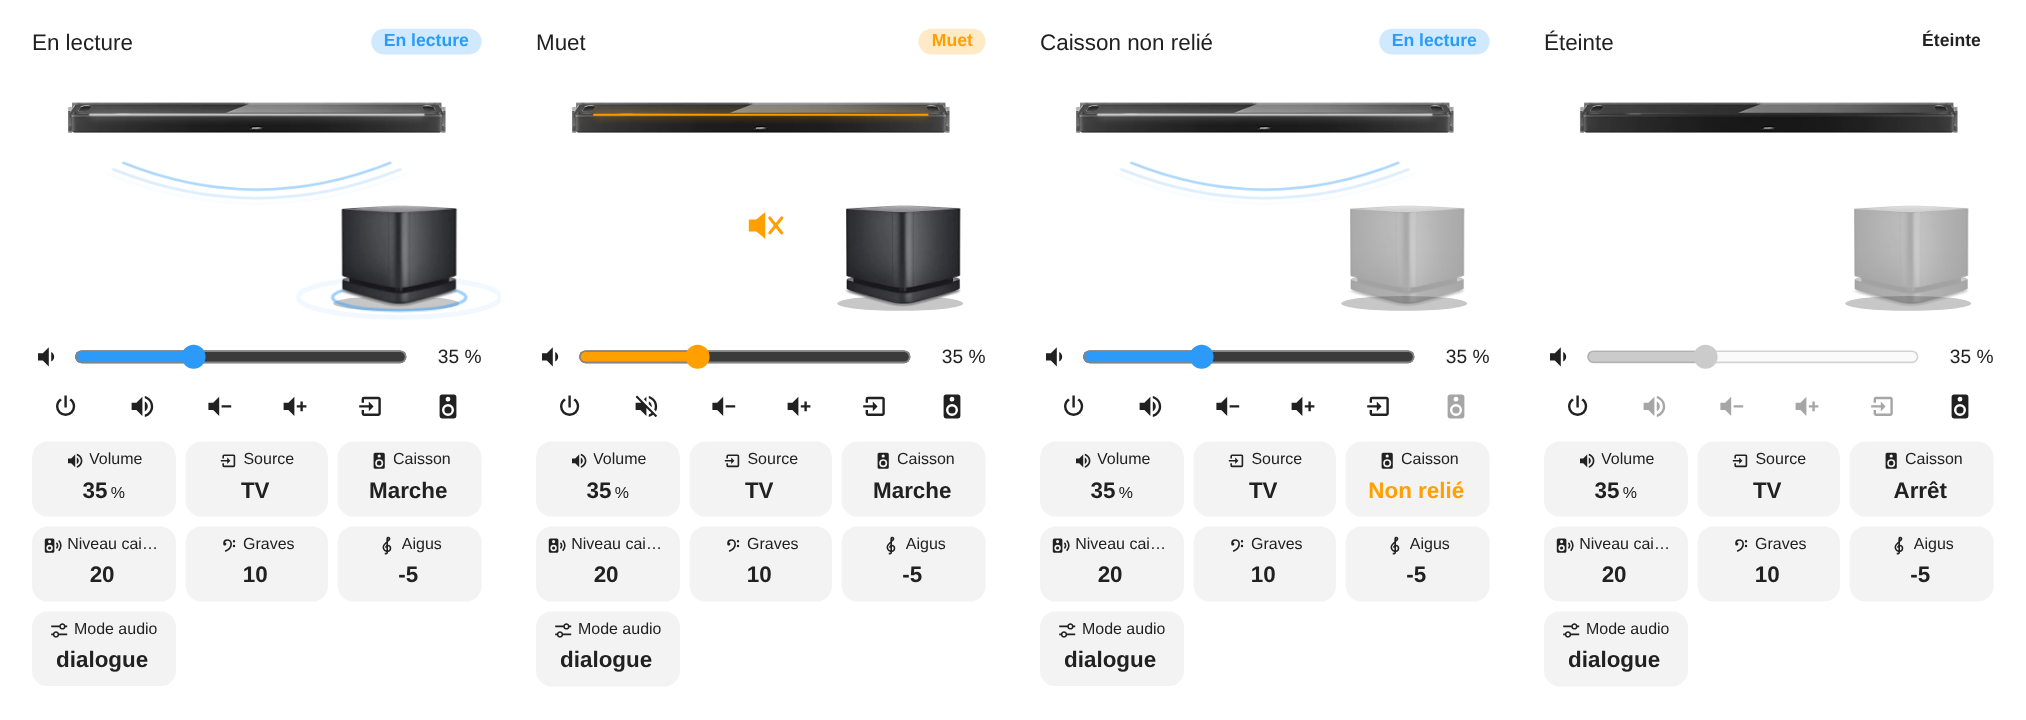 En lecture
En lecture
Muet
Muet
Caisson non relié
En lecture
Éteinte
Éteinte
35 %
35 %
35 %
35 %
Volume
Source
Caisson
35 %
TV
Marche
Niveau cai…
Graves
Aigus
20
10
-5
Mode audio
dialogue
Volume
Source
Caisson
35 %
TV
Marche
Niveau cai…
Graves
Aigus
20
10
-5
Mode audio
dialogue
Volume
Source
Caisson
35 %
TV
Non relié
Niveau cai…
Graves
Aigus
20
10
-5
Mode audio
dialogue
Volume
Source
Caisson
35 %
TV
Arrêt
Niveau cai…
Graves
Aigus
20
10
-5
Mode audio
dialogue